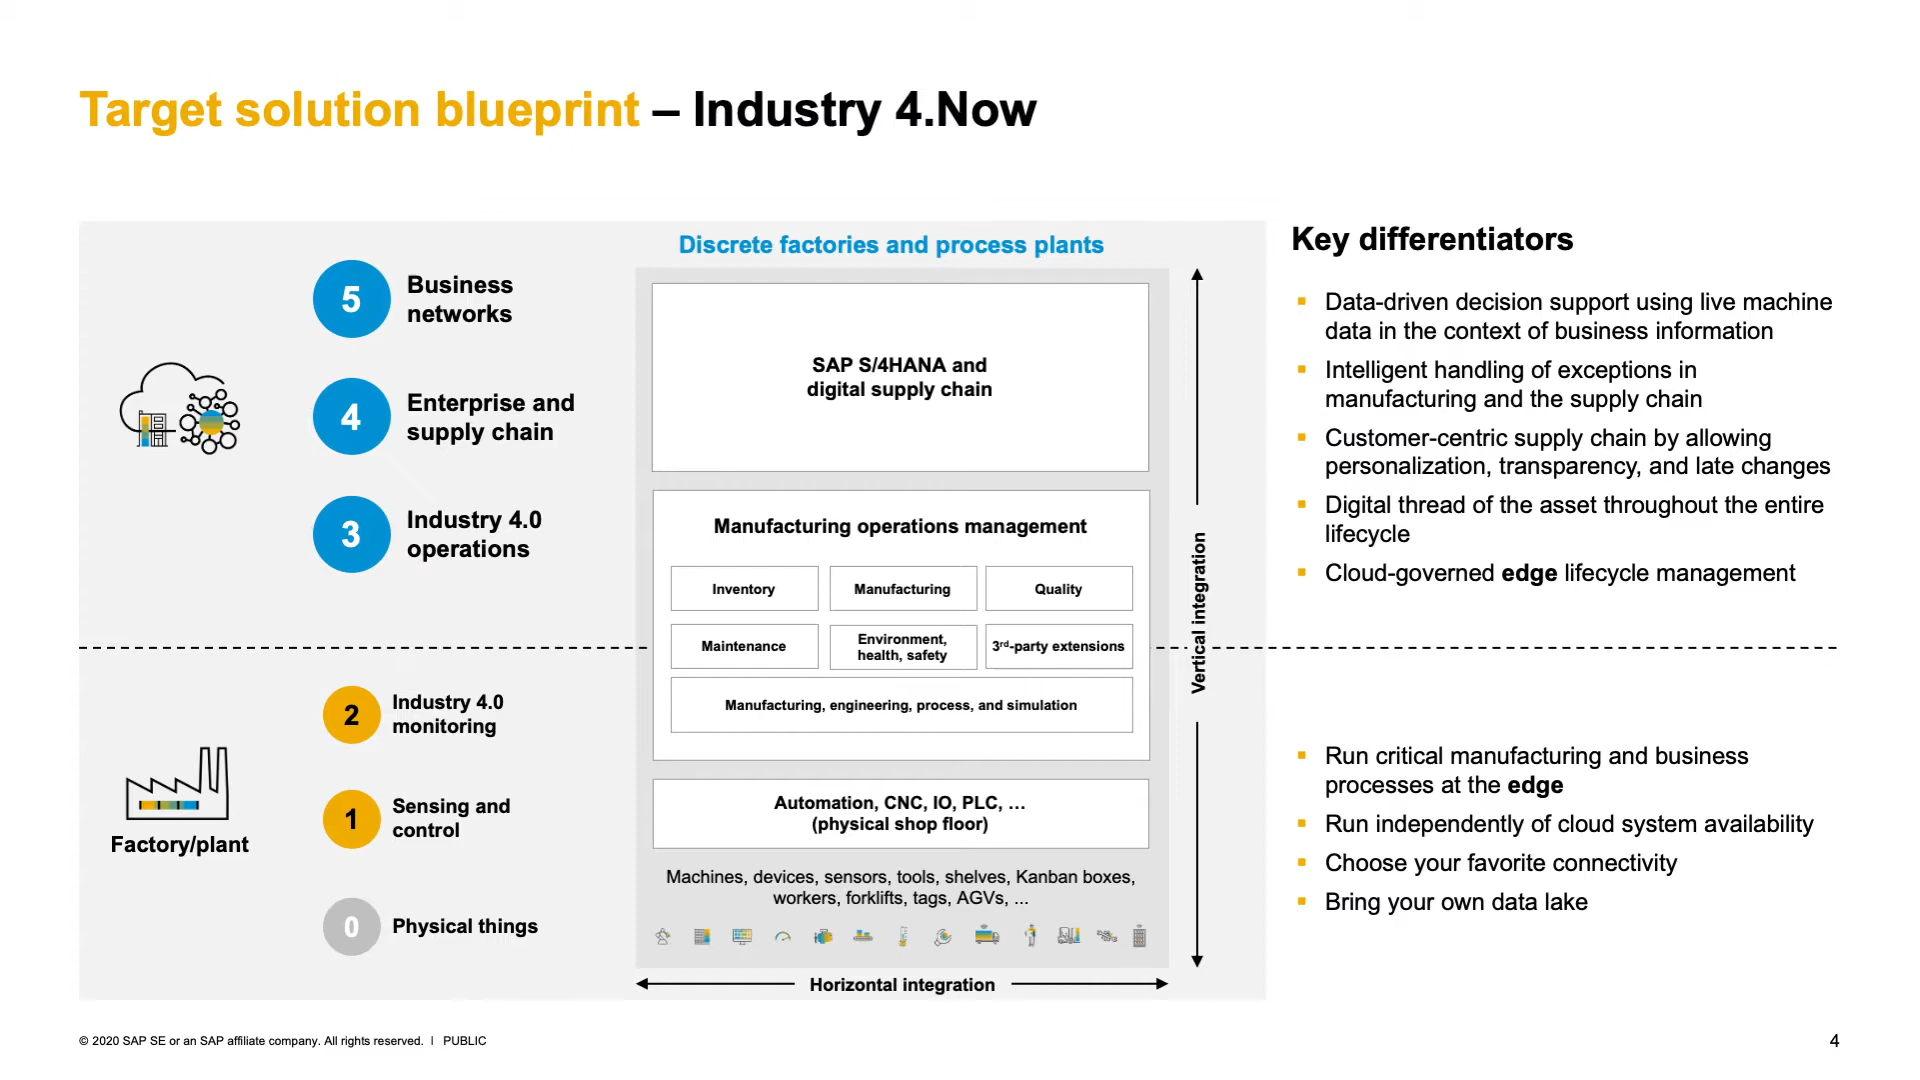 Target solution blueprint – Industry 4.Now
Discrete factories and process plants
5
Business
networks
4
Enterprise and
supply chain
3
Industry 4.0
operations
2
Industry 4.0
monitoring
Factory/plant
1
Sensing and
control
0
Physical things
SAP S/4HANA and
digital supply chain
Manufacturing operations management
Inventory
Manufacturing
Quality
Maintenance
Environment,
health, safety
3rd-party extensions
Manufacturing, engineering, process, and simulation
Automation, CNC, IO, PLC, …
(physical shop floor)
Machines, devices, sensors, tools, shelves, Kanban boxes,
workers, forklifts, tags, AGVs, ...
Horizontal integration
Vertical integration
Key differentiators
▪ Data-driven decision support using live machine
data in the context of business information
▪ Intelligent handling of exceptions in
manufacturing and the supply chain
▪ Customer-centric supply chain by allowing
personalization, transparency, and late changes
▪ Digital thread of the asset throughout the entire
lifecycle
▪ Cloud-governed edge lifecycle management
▪ Run critical manufacturing and business
processes at the edge
▪ Run independently of cloud system availability
▪ Choose your favorite connectivity
▪ Bring your own data lake
© 2020 SAP SE or an SAP affiliate company. All rights reserved. | PUBLIC
4